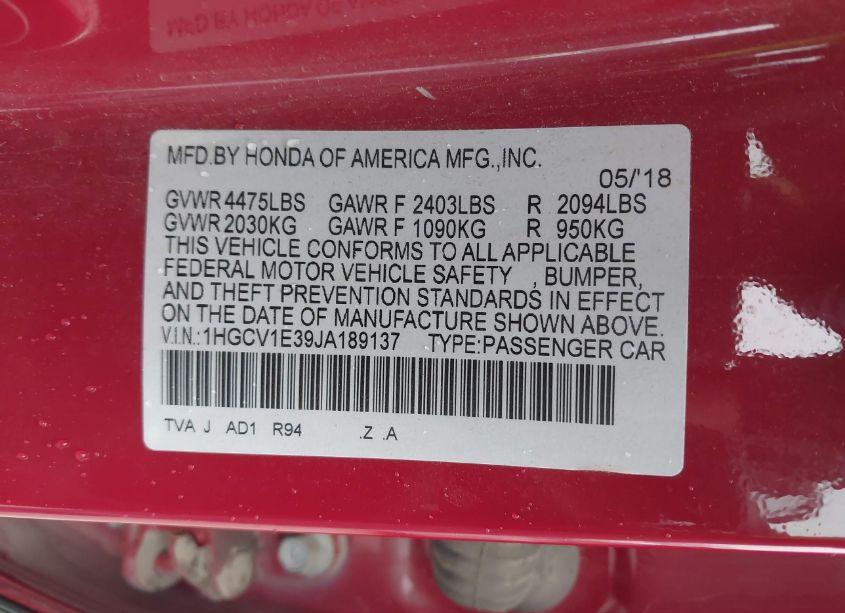 MFD.BY HONDA OF AMERICA MFG.,INC.
05/'18
GVWR 4475LBS GAWR F 2403LBS R 2094LBS
GVWR 2030KG GAWR F 1090KG R 950KG
THIS VEHICLE CONFORMS TO ALL APPLICABLE
FEDERAL MOTOR VEHICLE SAFETY , BUMPER,
AND THEFT PREVENTION STANDARDS IN EFFECT
ON THE DATE OF MANUFACTURE SHOWN ABOVE.
V.I.N.:1HGCV1E39JA189137 TYPE:PASSENGER CAR
TVA J AD1 R94 .Z .A